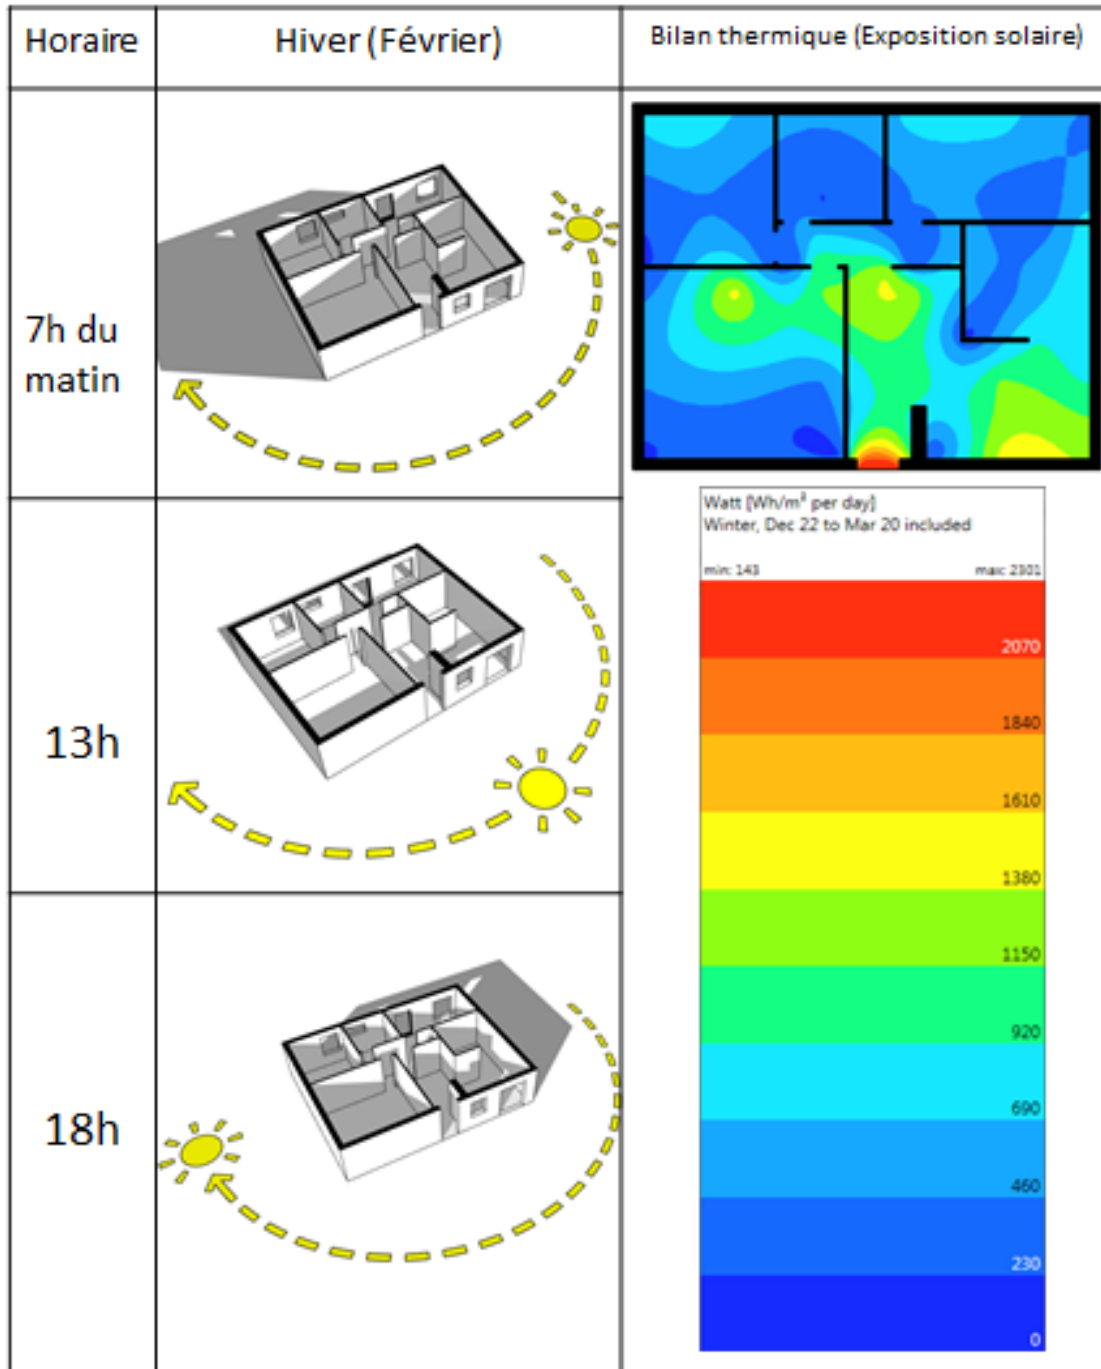 Horaire
Hiver (Février)
Bilan thermique (Exposition solaire)
7h du
matin
13h
18h
Watt [Wh/m² per day]
Winter, Dec 22 to Mar 20 included
min: 143
max: 2301
2070
1840
1610
1380
1150
920
690
460
230
0